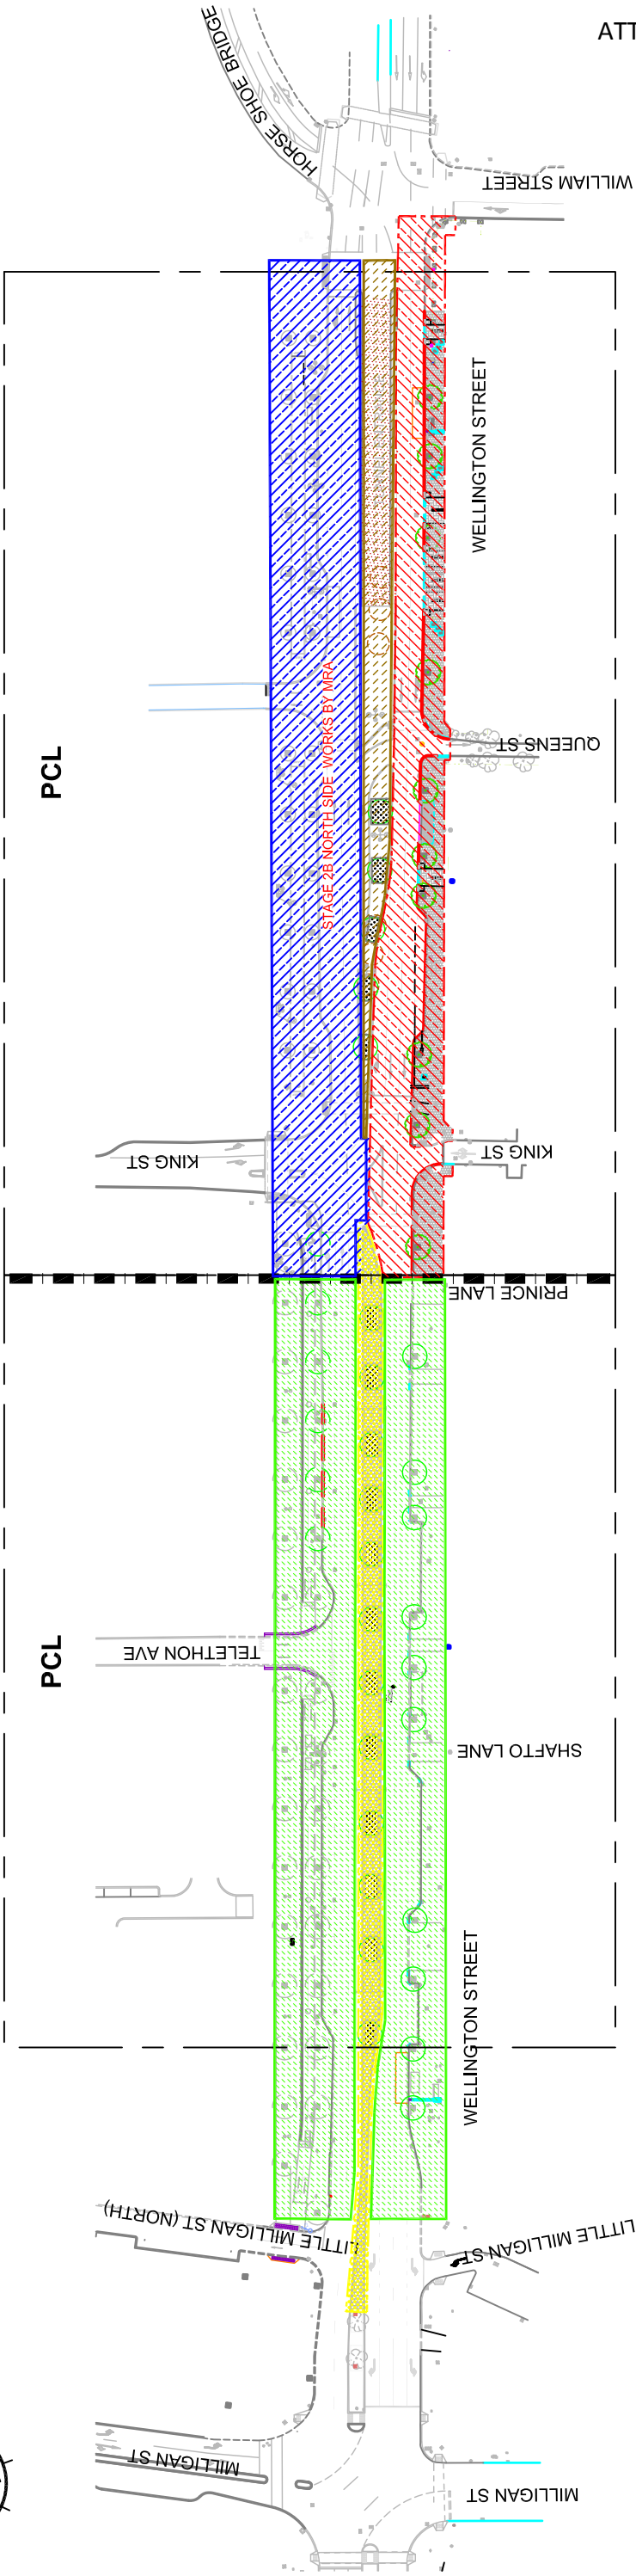 ATT
HORSE SHOE BRIDGE
WILLIAM STREET
WELLINGTON STREET
PCL
STAGE 2B NORTH SIDE WORKS BY MRA
QUEENS ST
KING ST
KING ST
PRINCE LANE
PCL
TELETHON AVE
SHAFTO LANE
WELLINGTON STREET
LITTLE MILLIGAN ST (NORTH)
LITTLE MILLIGAN ST
MILLIGAN ST
MILLIGAN ST